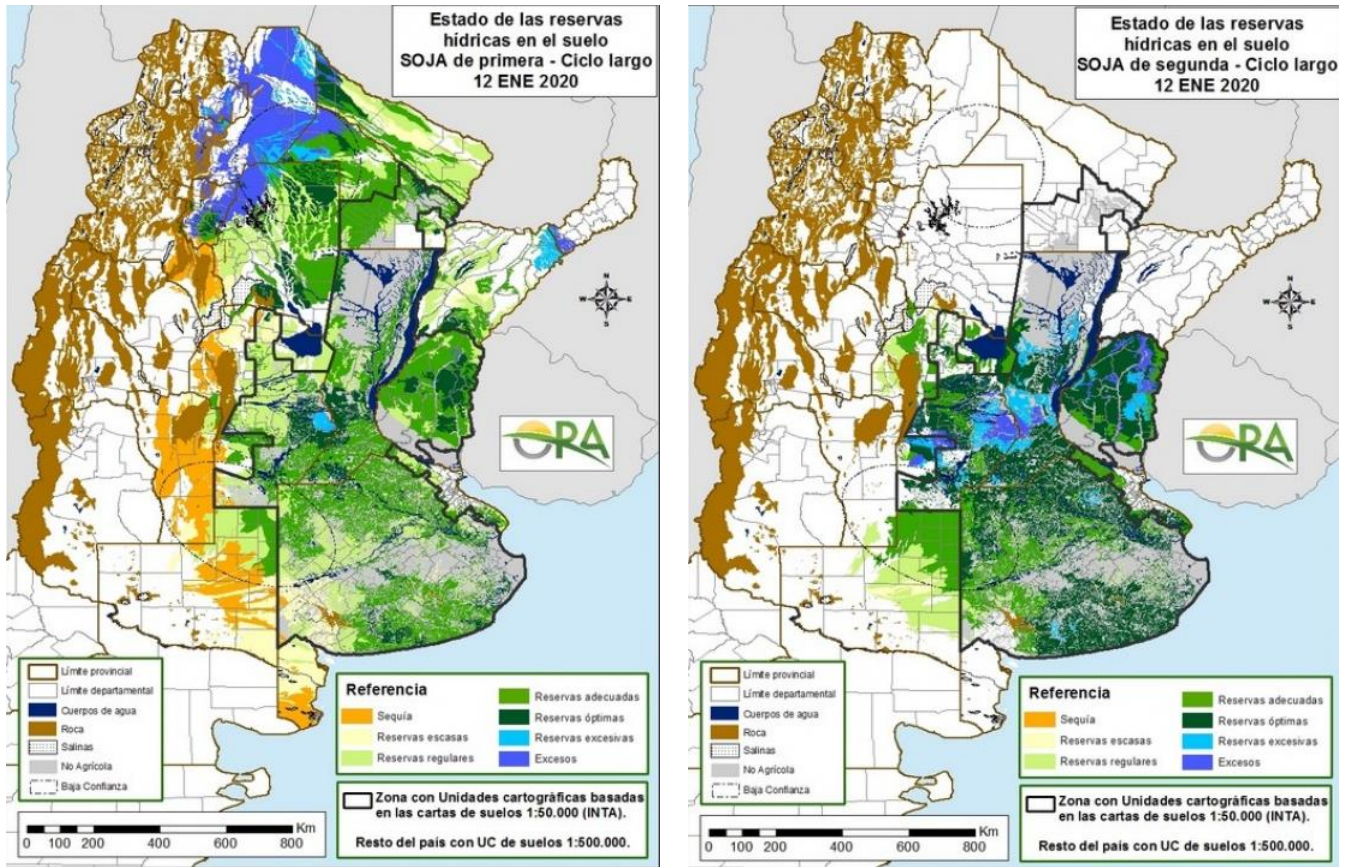 Estado de las reservas
hídricas en el suelo
SOJA de primera - Ciclo largo
12 ENE 2020
N
O
E
S
ORA
Límite provincial
Límite departamental
Cuerpos de agua
Roca
Salinas
No Agrícola
Baja Confianza
Referencia
Sequía
Reservas escasas
Reservas regulares
Reservas adecuadas
Reservas óptimas
Reservas excesivas
Excesos
Zona con Unidades cartográficas basadas
en las cartas de suelos 1:50.000 (INTA).
Resto del país con UC de suelos 1:500.000.
0 100 200 400 600 800 Km
Estado de las reservas
hídricas en el suelo
SOJA de segunda - Ciclo largo
12 ENE 2020
N
O
E
S
ORA
Límite provincial
Límite departamental
Cuerpos de agua
Roca
Salinas
No Agrícola
Baja Confianza
Referencia
Sequía
Reservas escasas
Reservas regulares
Reservas adecuadas
Reservas óptimas
Reservas excesivas
Excesos
Zona con Unidades cartográficas basadas
en las cartas de suelos 1:50.000 (INTA).
Resto del país con UC de suelos 1:500.000.
0 100 200 400 600 800 Km